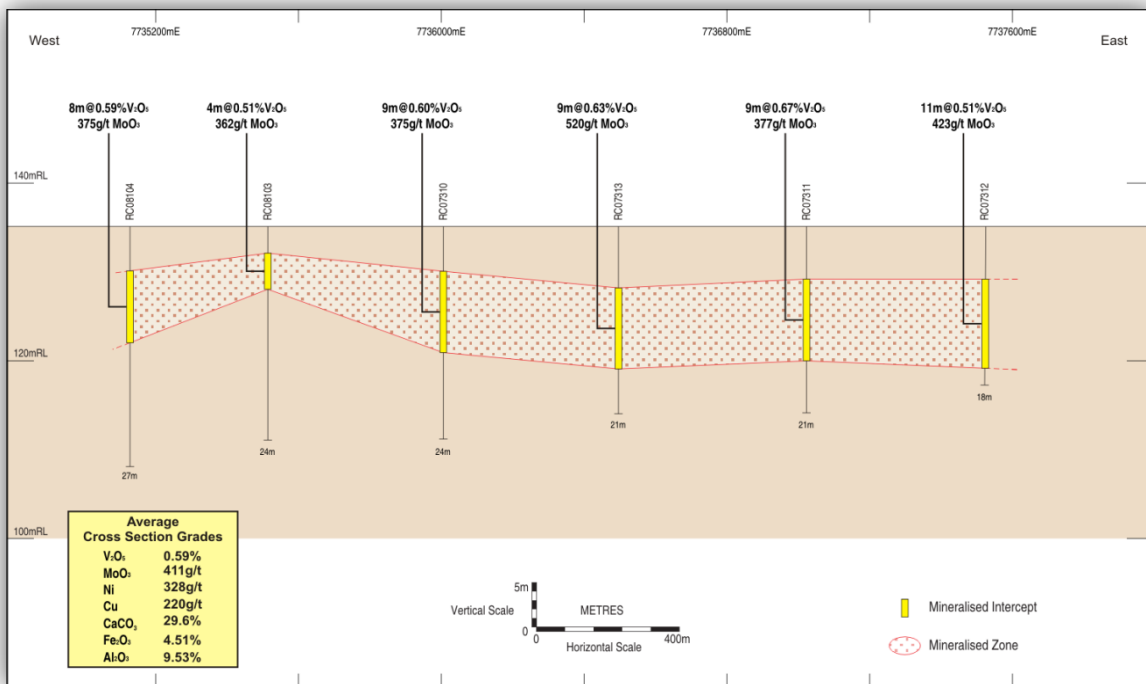 West
7735200mE
7736000mE
7736800mE
7737600mE
East
8m@0.59%V₂O₅
375g/t MoO₃
4m@0.51%V₂O₅
362g/t MoO₃
9m@0.60%V₂O₅
375g/t MoO₃
9m@0.63%V₂O₅
520g/t MoO₃
9m@0.67%V₂O₅
377g/t MoO₃
11m@0.51%V₂O₅
423g/t MoO₃
140mRL
RC08104
RC08103
RC07310
RC07313
RC07311
RC07312
120mRL
27m
24m
24m
21m
21m
18m
100mRL
Average
Cross Section Grades
V₂O₅ 0.59%
MoO₃ 411g/t
Ni 328g/t
Cu 220g/t
CaCO₃ 29.6%
Fe₂O₃ 4.51%
Al₂O₃ 9.53%
5m
Vertical Scale
METRES
0
0
400m
Horizontal Scale
Mineralised Intercept
Mineralised Zone